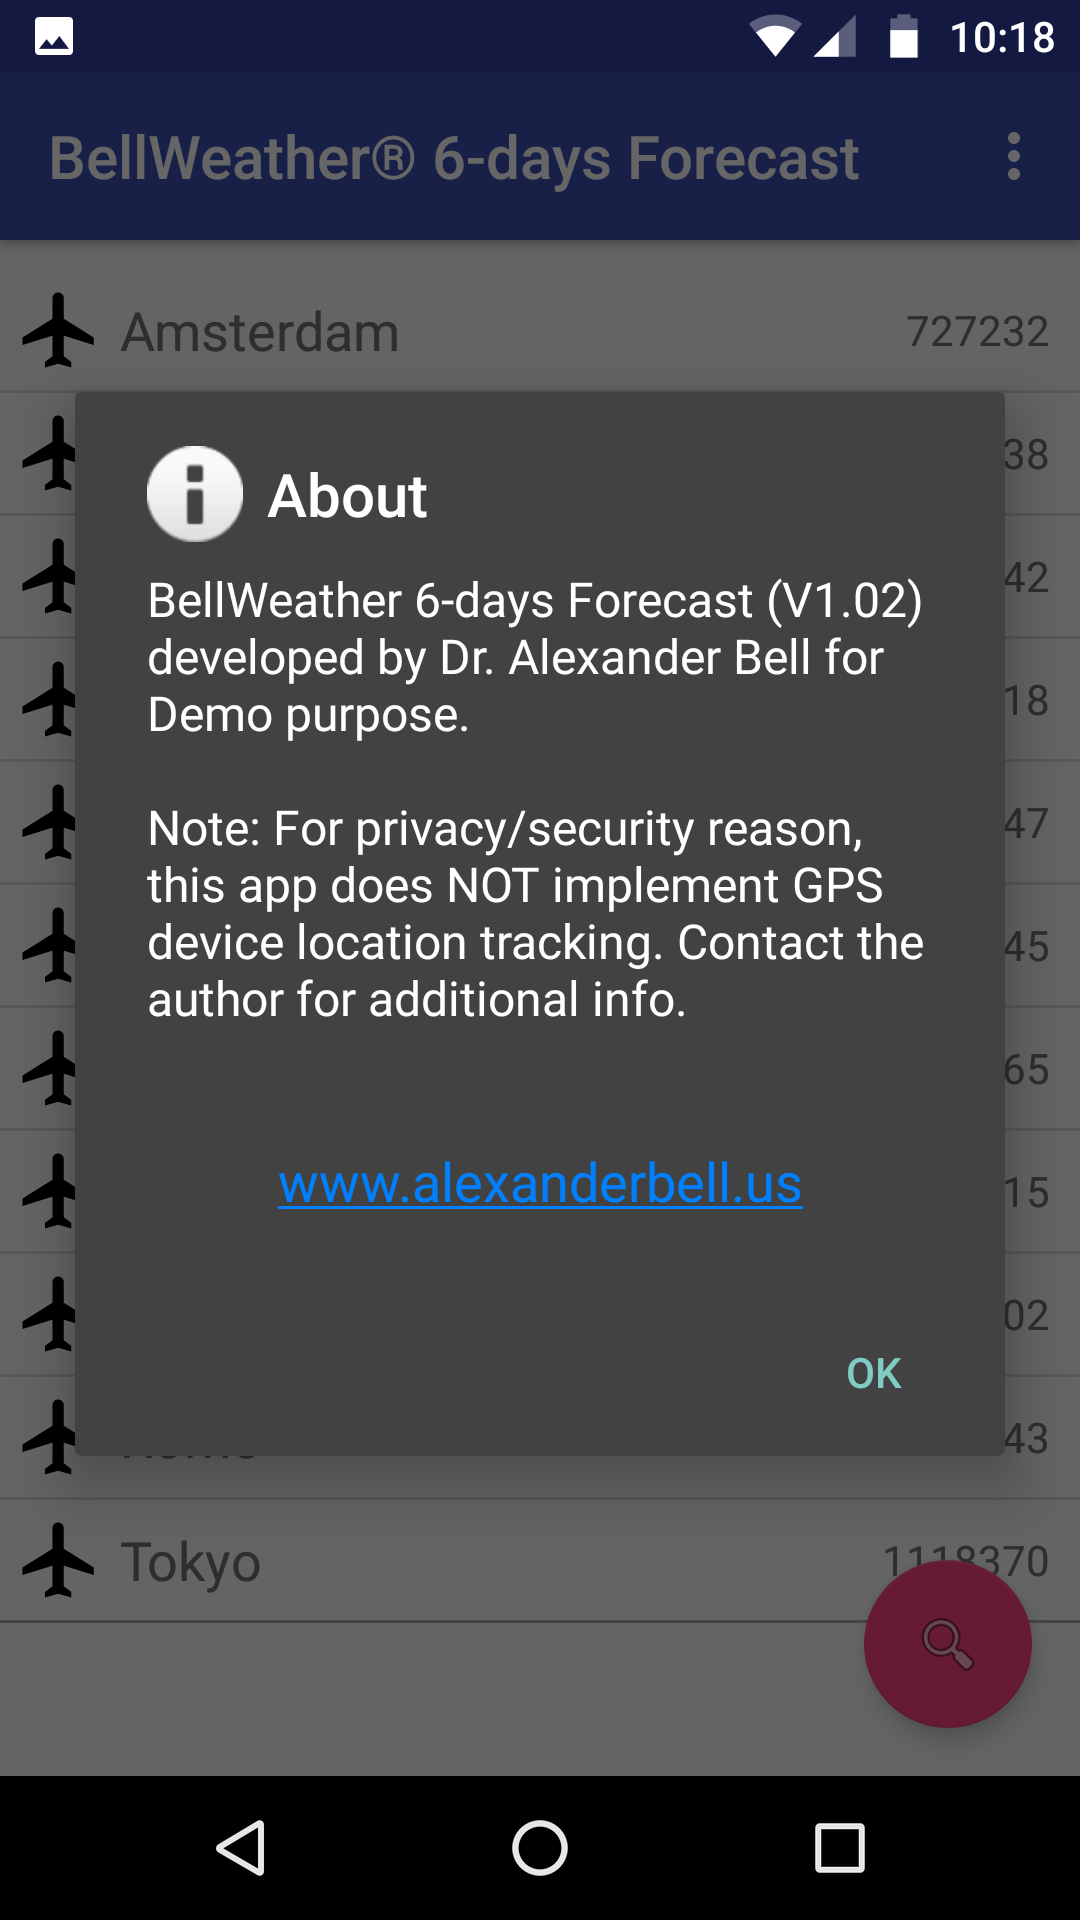 10:18
BellWeather® 6-days Forecast
Amsterdam 727232
38
About
BellWeather 6-days Forecast (V1.02)
42
developed by Dr. Alexander Bell for
18
Demo purpose.
Note: For privacy/security reason,
47
this app does NOT implement GPS
45
device location tracking. Contact the
author for additional info.
65
www.alexanderbell.us
15
02
OK
43
Tokyo 1118370